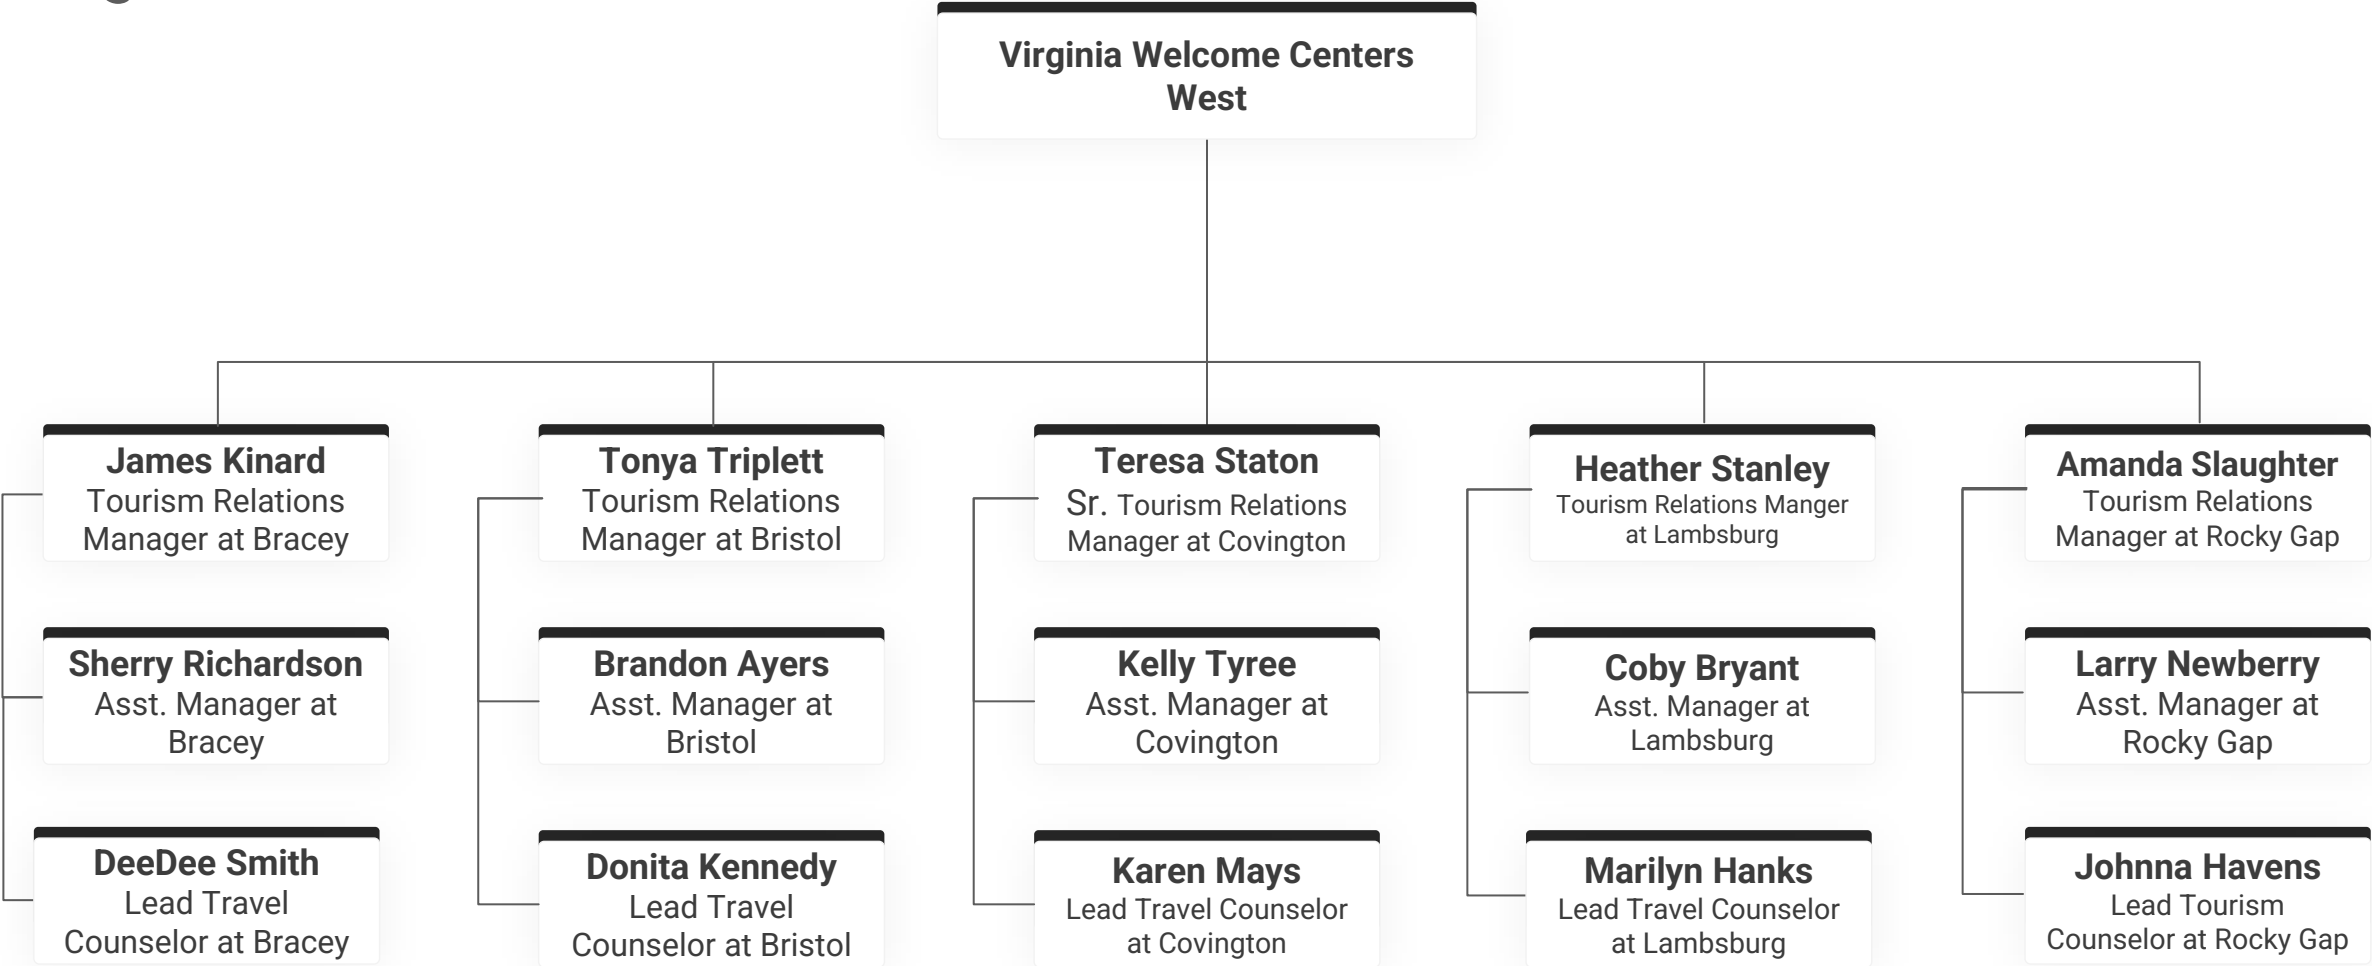 Virginia Welcome Centers
West
James Kinard
Tourism Relations
Manager at Bracey
Tonya Triplett
Tourism Relations
Manager at Bristol
Teresa Staton
Sr. Tourism Relations
Manager at Covington
Heather Stanley
Tourism Relations Manger
at Lambsburg
Amanda Slaughter
Tourism Relations
Manager at Rocky Gap
Sherry Richardson
Asst. Manager at
Bracey
Brandon Ayers
Asst. Manager at
Bristol
Kelly Tyree
Asst. Manager at
Covington
Coby Bryant
Asst. Manager at
Lambsburg
Larry Newberry
Asst. Manager at
Rocky Gap
DeeDee Smith
Lead Travel
Counselor at Bracey
Donita Kennedy
Lead Travel
Counselor at Bristol
Karen Mays
Lead Travel Counselor
at Covington
Marilyn Hanks
Lead Travel Counselor
at Lambsburg
Johnna Havens
Lead Tourism
Counselor at Rocky Gap